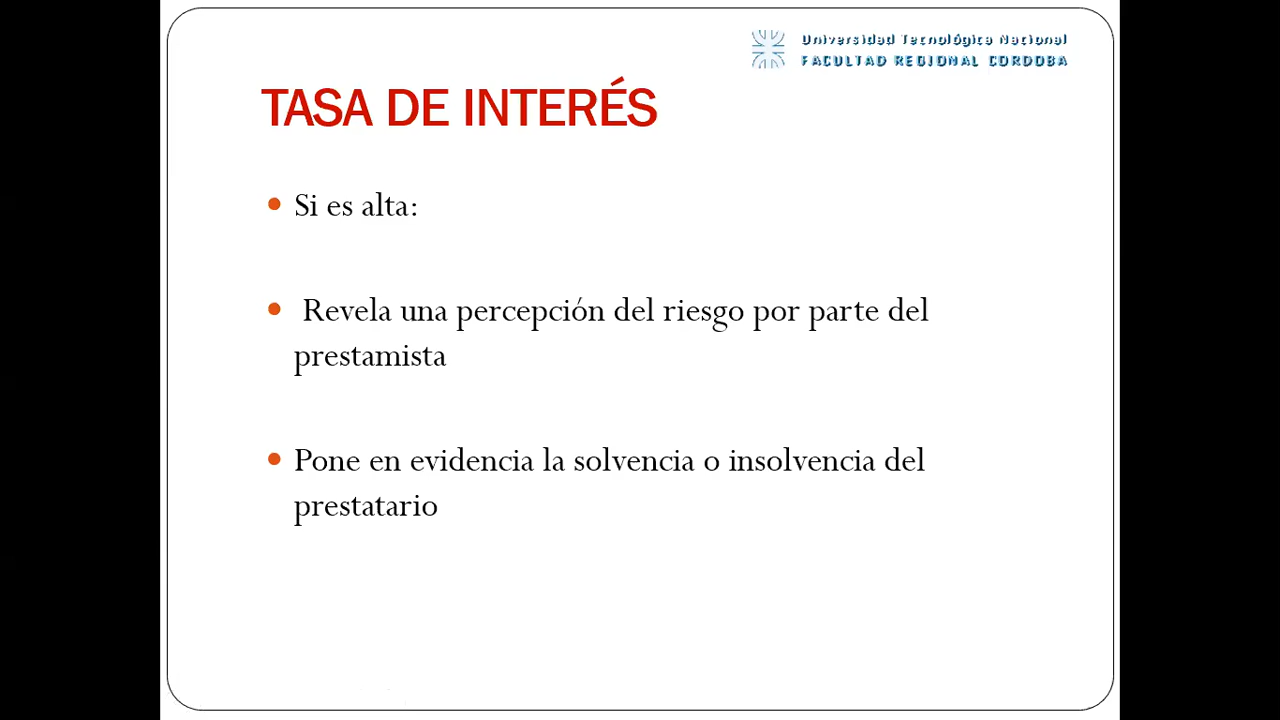 Universidad Tecnológica Nacional
FACULTAD REGIONAL CORDOBA
TASA DE INTERÉS
• Si es alta:
• Revela una percepción del riesgo por parte del
prestamista
• Pone en evidencia la solvencia o insolvencia del
prestatario